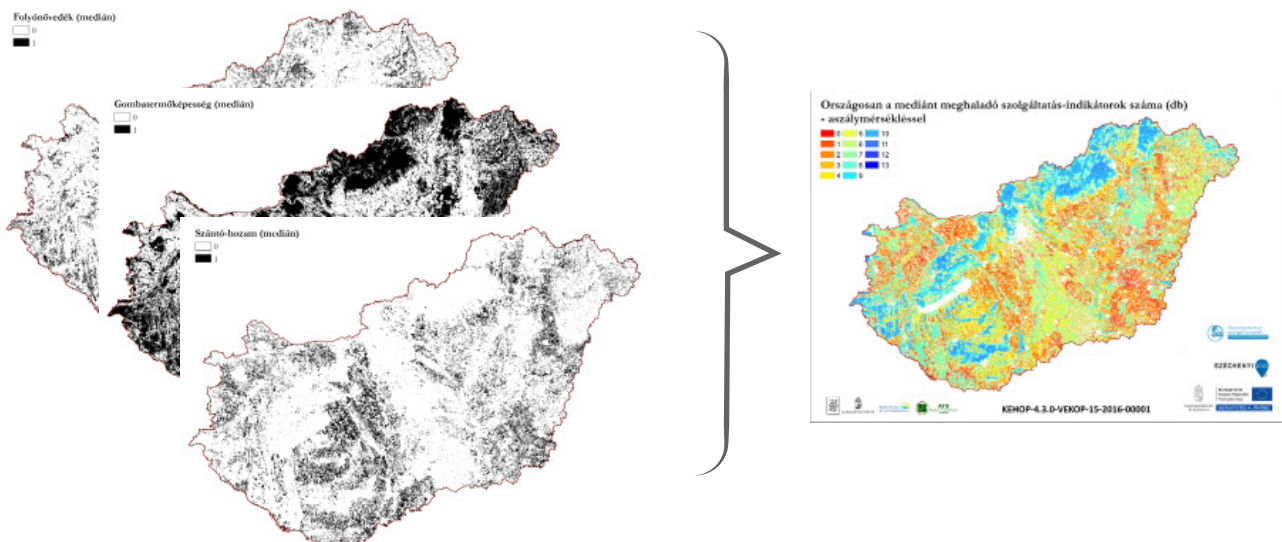 Folyónövedék (medián)
0
1
Gombatermőképesség (medián)
0
1
Szántó-hozam (medián)
0
1
Országosan a mediánt meghaladó szolgáltatás-indikátorok száma (db)
- aszálymérsékléssel
0 5 10
1 6 11
2 7 12
3 8 13
4 9
SZÉCHENYI
KEHOP-4.3.0-VEKOP-15-2016-00001